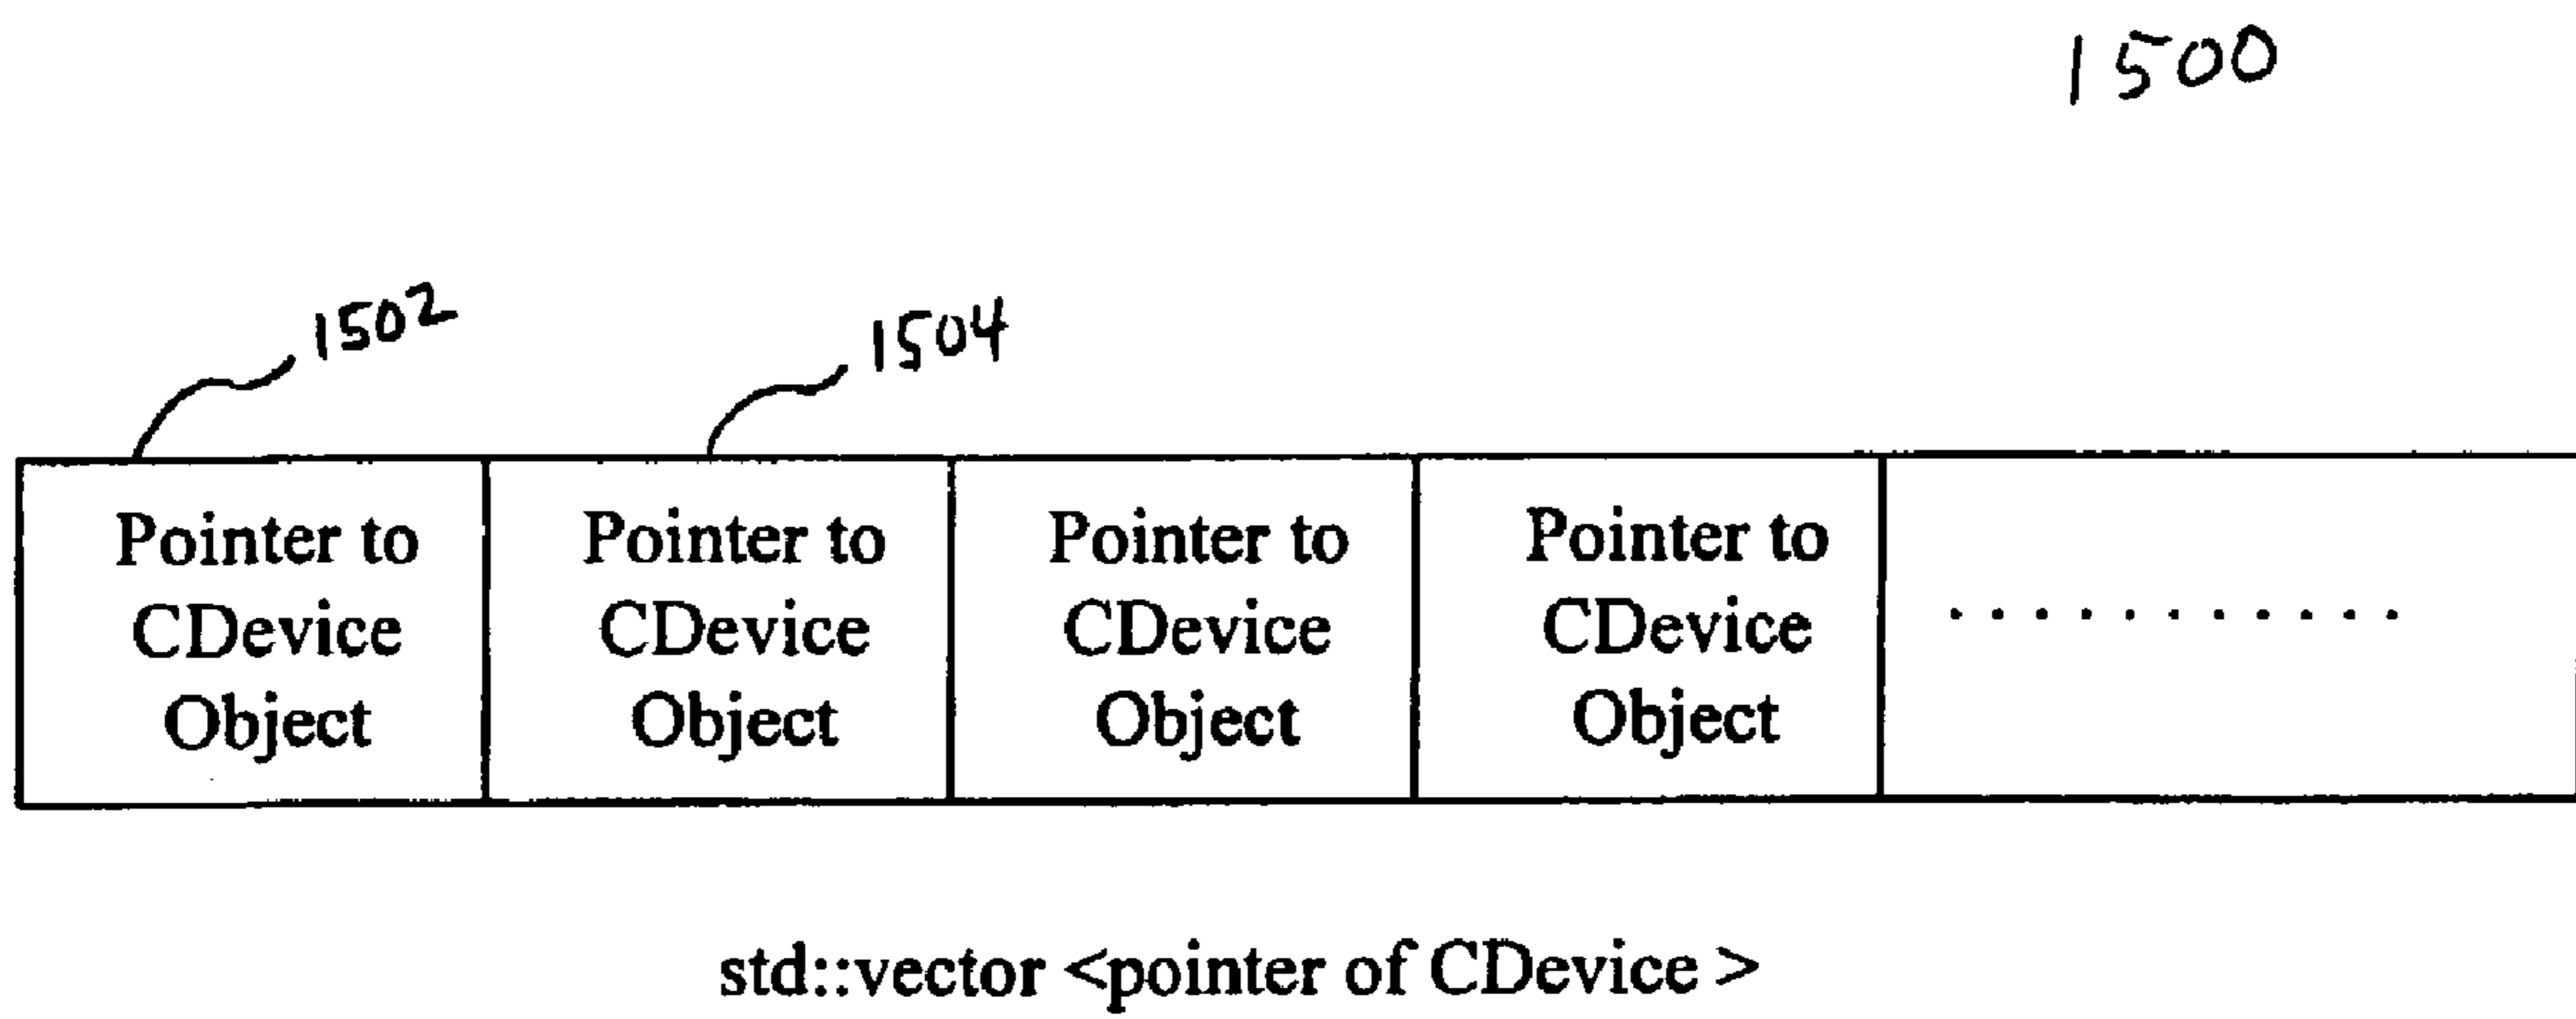 1500
1502
1504
Pointer to
CDevice
Object
Pointer to
CDevice
Object
Pointer to
CDevice
Object
Pointer to
CDevice
Object
. . . . . . . . . . .
std::vector <pointer of CDevice >